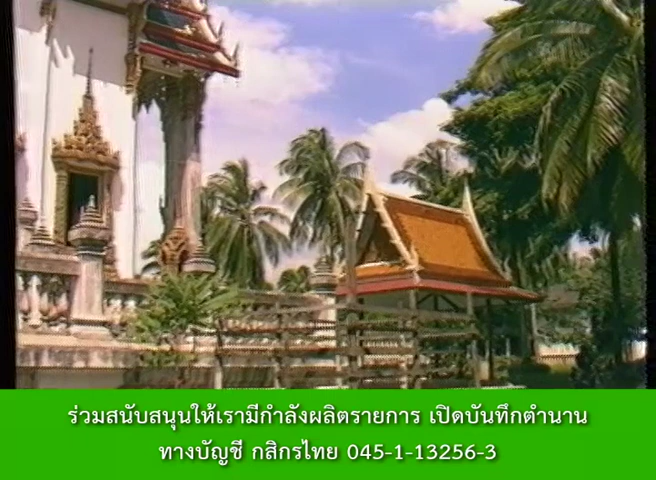 ร่วมสนับสนุนให้เรามีกำลังผลิตรายการ เปิดบันทึกตำนาน
ทางบัญชี กสิกรไทย 045-1-13256-3